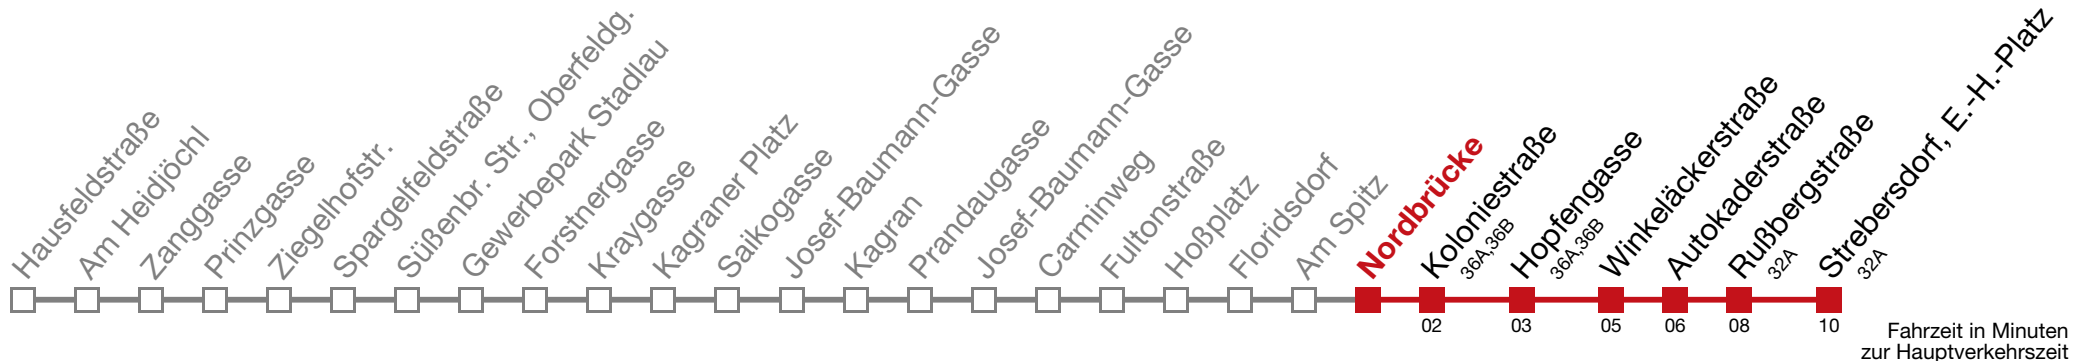 Hausfeldstraße
Am Heidjöchl
Zanggasse
Prinzgasse
Ziegelhofstr.
Spargelfeldstraße
Süßenbr. Str., Oberfeldg.
Gewerbepark Stadlau
Forstnergasse
Kraygasse
Kagraner Platz
Saikogasse
Josef-Baumann-Gasse
Kagran
Prandaugasse
Josef-Baumann-Gasse
Carminweg
Fultonstraße
Hoßplatz
Floridsdorf
Am Spitz
Nordbrücke
Koloniestraße
36A,36B
02
Hopfengasse
36A,36B
03
Winkeläckerstraße
05
Autokaderstraße
06
Rußbergstraße
32A
08
Strebersdorf, E.-H.-Platz
32A
10
Fahrzeit in Minuten
zur Hauptverkehrszeit